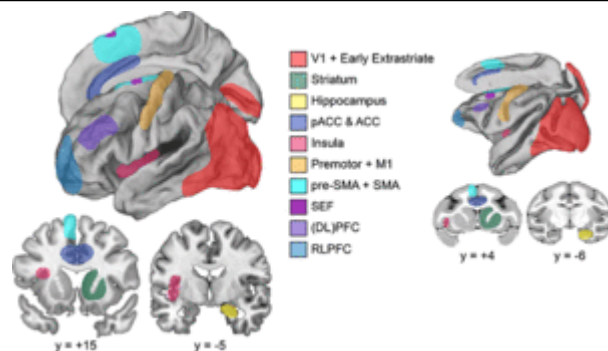 V1 + Early Extrastriate
Striatum
Hippocampus
pACC & ACC
Insula
Premotor + M1
pre-SMA + SMA
SEF
(DL)PFC
RLPFC
y = +15
y = -5
y = +4
y = -6